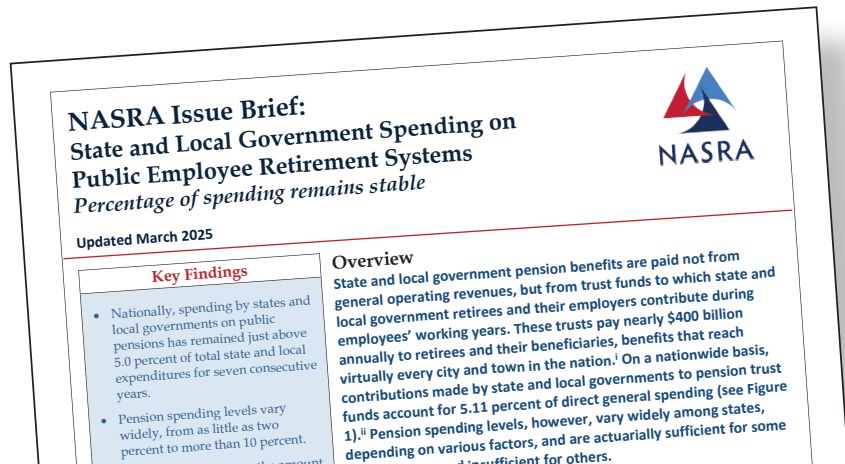 NASRA Issue Brief:
State and Local Government Spending on
Public Employee Retirement Systems
Percentage of spending remains stable
NASRA
Updated March 2025
Key Findings
• Nationally, spending by states and
local governments on public
pensions has remained just above
5.0 percent of total state and local
expenditures for seven consecutive
years.
• Pension spending levels vary
widely, from as little as two
percent to more than 10 percent.
the amount
Overview
State and local government pension benefits are paid not from
general operating revenues, but from trust funds to which state and
local government retirees and their employers contribute during
employees’ working years. These trusts pay nearly $400 billion
annually to retirees and their beneficiaries, benefits that reach
virtually every city and town in the nation.i On a nationwide basis,
contributions made by state and local governments to pension trust
funds account for 5.11 percent of direct general spending (see Figure
1).ii Pension spending levels, however, vary widely among states,
depending on various factors, and are actuarially sufficient for some
insufficient for others.